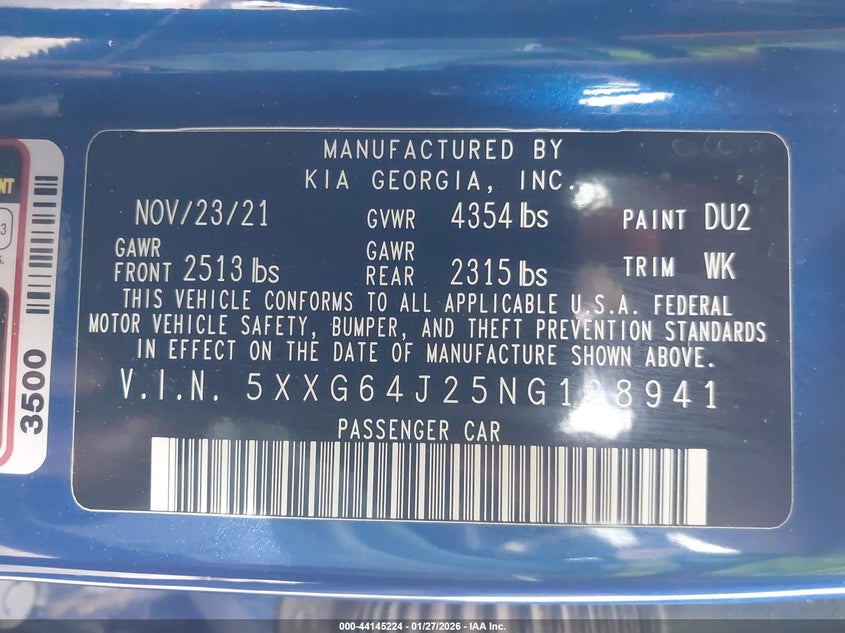 MANUFACTURED BY
KIA GEORGIA, INC.
NOV/23/21 GVWR 4354 lbs PAINT DU2
GAWR FRONT 2513 lbs GAWR REAR 2315 lbs TRIM WK
THIS VEHICLE CONFORMS TO ALL APPLICABLE U.S.A. FEDERAL
MOTOR VEHICLE SAFETY, BUMPER, AND THEFT PREVENTION STANDARDS
IN EFFECT ON THE DATE OF MANUFACTURE SHOWN ABOVE.
V.I.N. 5XXG64J25NG128941
PASSENGER CAR
3500
000-44145224 | 01/27/2026 - IAA Inc.